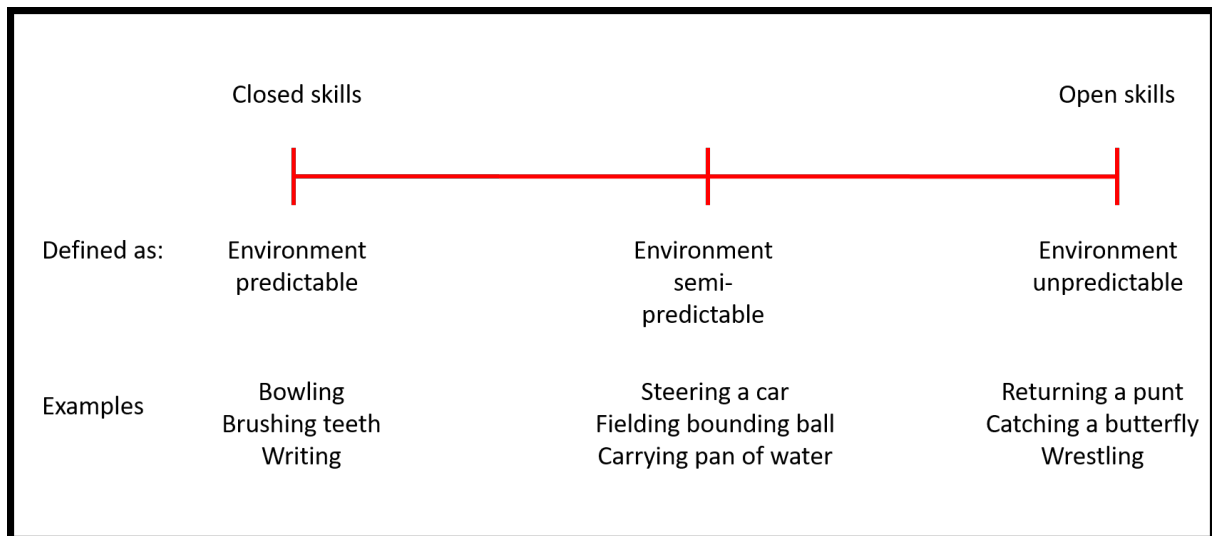 Closed skills
Open skills
Defined as:
Environment
predictable
Environment
semi-
predictable
Environment
unpredictable
Examples
Bowling
Brushing teeth
Writing
Steering a car
Fielding bounding ball
Carrying pan of water
Returning a punt
Catching a butterfly
Wrestling